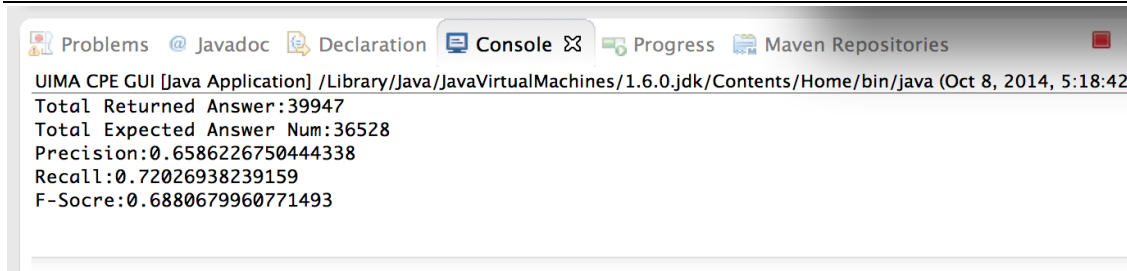 Problems @ Javadoc Declaration Console Progress Maven Repositories
UIMA CPE GUI [Java Application] /Library/Java/JavaVirtualMachines/1.6.0.jdk/Contents/Home/bin/java (Oct 8, 2014, 5:18:42
Total Returned Answer:39947
Total Expected Answer Num:36528
Precision:0.6586226750444338
Recall:0.72026938239159
F-Socre:0.6880679960771493